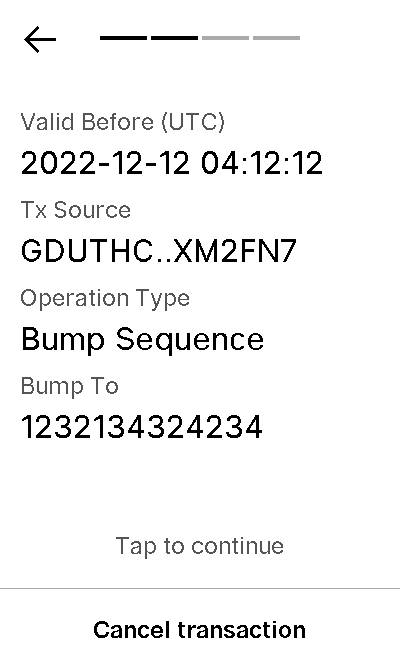 Valid Before (UTC)
2022-12-12 04:12:12
Tx Source
GDUTHC..XM2FN7
Operation Type
Bump Sequence
Bump To
1232134324234
Tap to continue
Cancel transaction